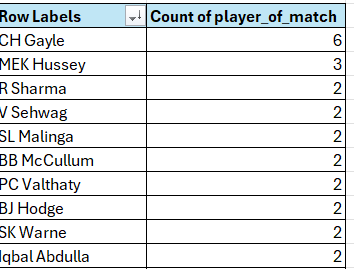 Row Labels Count of player_of_match
CH Gayle 6
MEK Hussey 3
R Sharma 2
V Sehwag 2
SL Malinga 2
BB McCullum 2
PC Valthaty 2
BJ Hodge 2
SK Warne 2
Iqbal Abdulla 2